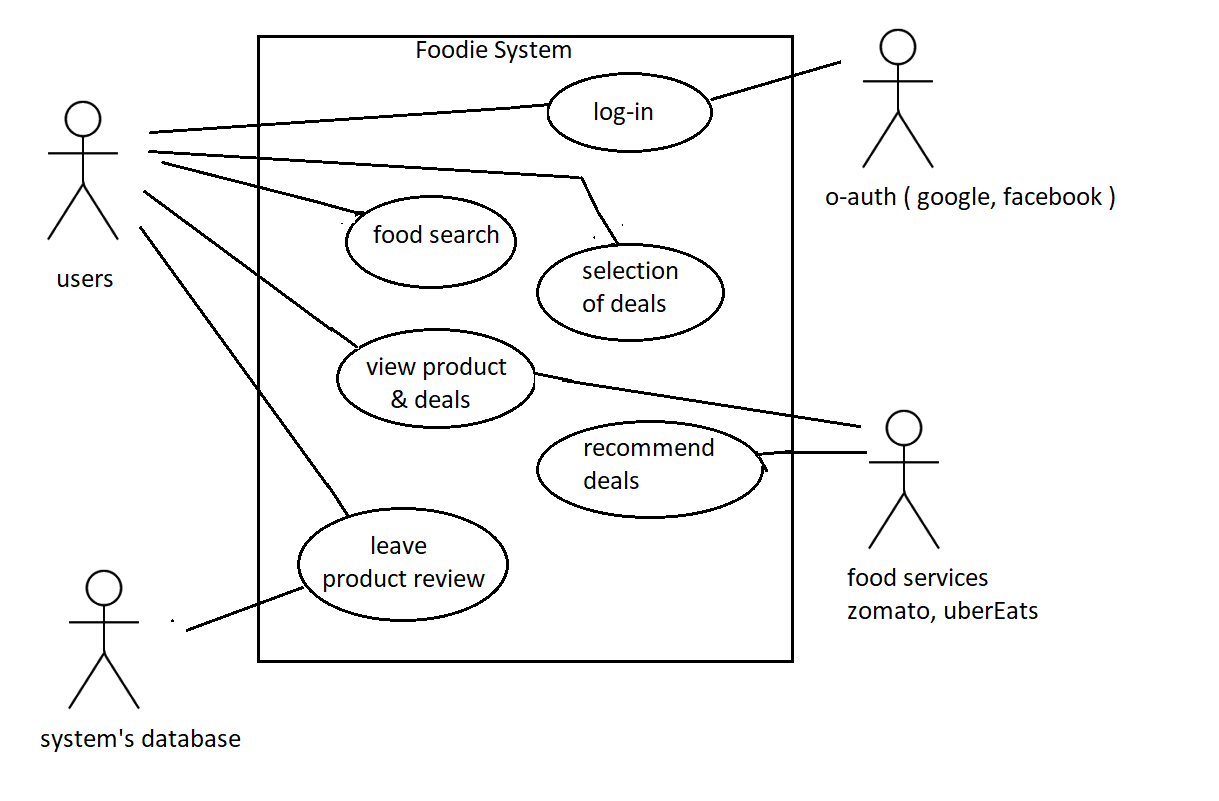 Foodie System
log-in
o-auth ( google, facebook )
food search
users
selection
of deals
view product
& deals
recommend
deals
leave
product review
food services
zomato, uberEats
system's database